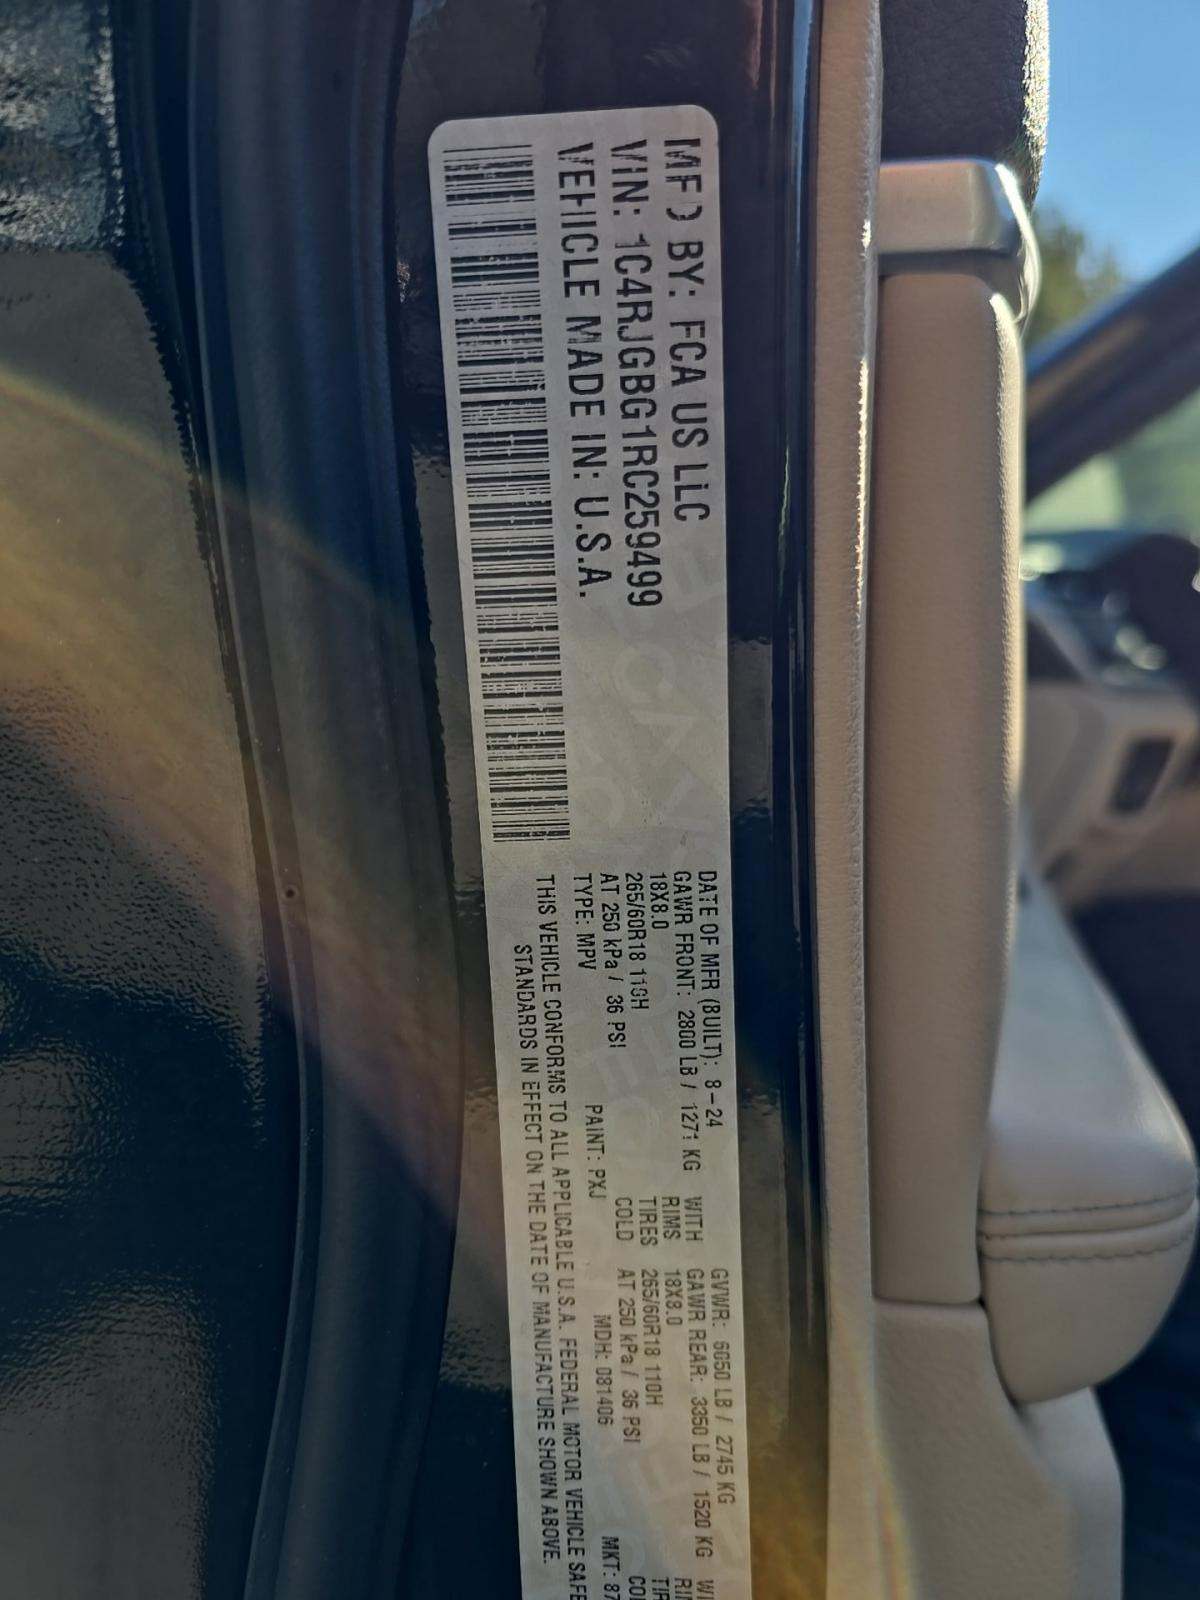 MFD BY: FCA US LLC
VIN: 1C4RJGBG1RC259499
VEHICLE MADE IN: U.S.A.
DATE OF MFR (BUILT): 8-24 GVWR: 6050 LB / 2745 KG
GAWR FRONT: 2800 LB / 1271 KG WITH GAWR REAR: 3350 LB / 1520 KG
18X8.0 RIMS 18X8.0
265/60R18 110H TIRES 265/60R18 110H
AT 250 kPa / 36 PSI COLD AT 250 kPa / 36 PSI
TYPE: MPV PAINT: PXJ MDH: 081406 MKT: 87
THIS VEHICLE CONFORMS TO ALL APPLICABLE U.S.A. FEDERAL MOTOR VEHICLE SAFE
STANDARDS IN EFFECT ON THE DATE OF MANUFACTURE SHOWN ABOVE.